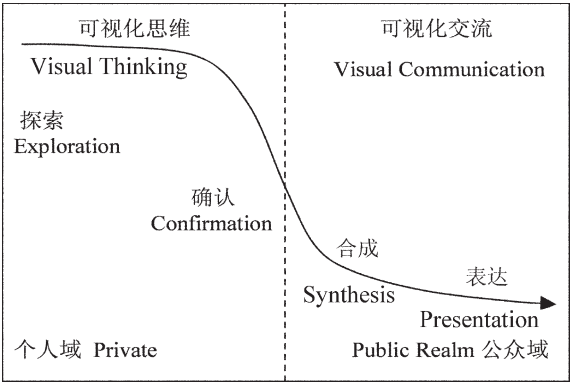 可视化思维
Visual Thinking
可视化交流
Visual Communication
探索
Exploration
确认
Confirmation
合成
Synthesis
表达
Presentation
个人域 Private
Public Realm 公众域